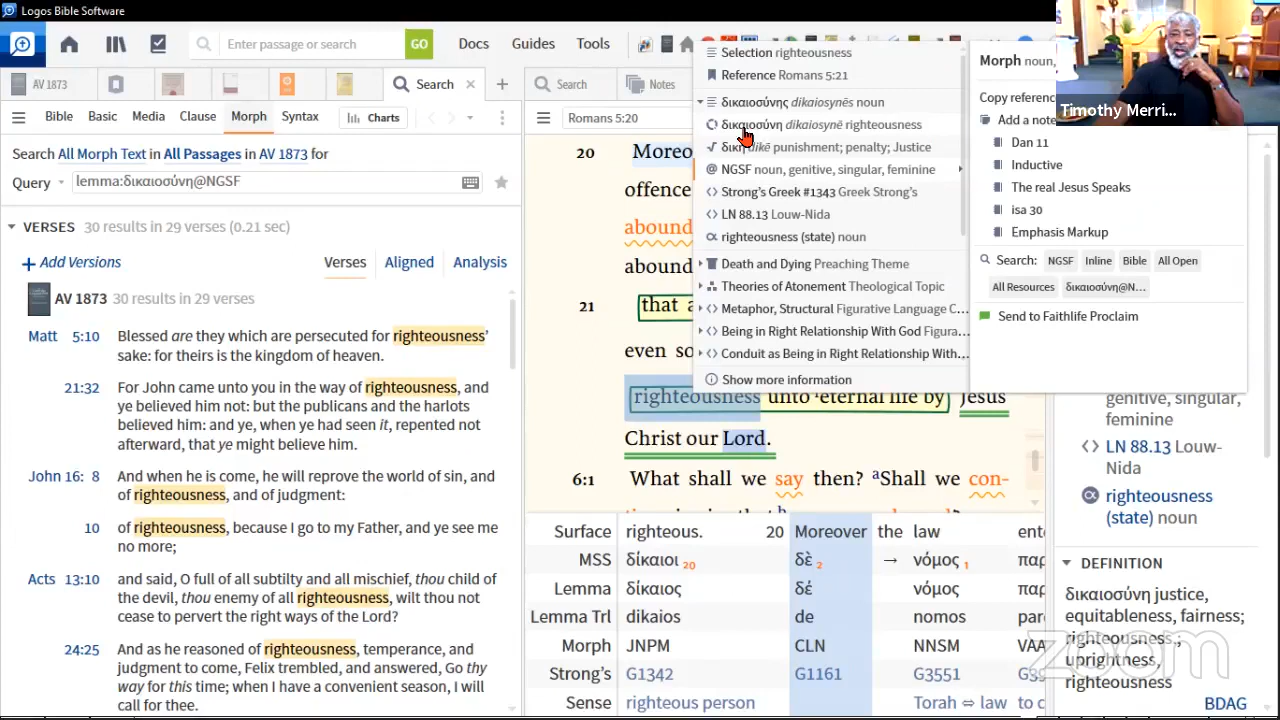 Logos Bible Software
Enter passage or search
GO
Docs
Guides
Tools
AV 1873
Search
Search
Notes
Bible
Basic
Media
Clause
Morph
Syntax
Charts
Search All Morph Text in All Passages in AV 1873 for
Query
lemma:δικαιοσύνη@NGSF
VERSES 30 results in 29 verses (0.21 sec)
Add Versions
Verses
Aligned
Analysis
AV 1873 30 results in 29 verses
Matt 5:10 Blessed are they which are persecuted for righteousness’
sake: for theirs is the kingdom of heaven.
21:32 For John came unto you in the way of righteousness, and
ye believed him not: but the publicans and the harlots
believed him: and ye, when ye had seen it, repented not
afterward, that ye might believe him.
John 16: 8 And when he is come, he will reprove the world of sin, and
of righteousness, and of judgment:
10 of righteousness, because I go to my Father, and ye see me
no more;
Acts 13:10 and said, O full of all subtilty and all mischief, thou child of
the devil, thou enemy of all righteousness, wilt thou not
cease to pervert the right ways of the Lord?
24:25 And as he reasoned of righteousness, temperance, and
judgment to come, Felix trembled, and answered, Go thy
way for this time; when I have a convenient season, I will
call for thee.
Romans 5:20
20 Moreo
offence
abound
abound
21 that a
even so
righteousness unto eternal life by Jesus
Christ our Lord.
6:1 What shall we say then? ᵃShall we con-
Selection righteousness
Reference Romans 5:21
δικαιοσύνης dikaiosynēs noun
δικαιοσύνη dikaiosynē righteousness
δίκη dikē punishment; penalty; Justice
NGSF noun, genitive, singular, feminine
Strong’s Greek #1343 Greek Strong’s
LN 88.13 Louw-Nida
righteousness (state) noun
Death and Dying Preaching Theme
Theories of Atonement Theological Topic
Metaphor, Structural Figurative Language C...
Being in Right Relationship With God Figura...
Conduit as Being in Right Relationship With...
Show more information
Morph noun,
Copy referenc
Add a note
Dan 11
Inductive
The real Jesus Speaks
isa 30
Emphasis Markup
Search: NGSF Inline Bible All Open
All Resources δικαιοσύνη@N...
Send to Faithlife Proclaim
Timothy Merri...
genitive, singular,
feminine
LN 88.13 Louw-
Nida
righteousness
(state) noun
DEFINITION
δικαιοσύνη justice,
equitableness, fairness;
righteousness.;
uprightness,
righteousness
BDAG
Surface righteous. 20 Moreover the law ente
MSS δίκαιοι 20 δὲ 2 → νόμος 1 παρ
Lemma δίκαιος δέ νόμος παρ
Lemma Trl dikaios de nomos pare
Morph JNPM CLN NNSM VAA
Strong’s G1342 G1161 G3551
Sense righteous person Torah ⇔ law to c
zoom